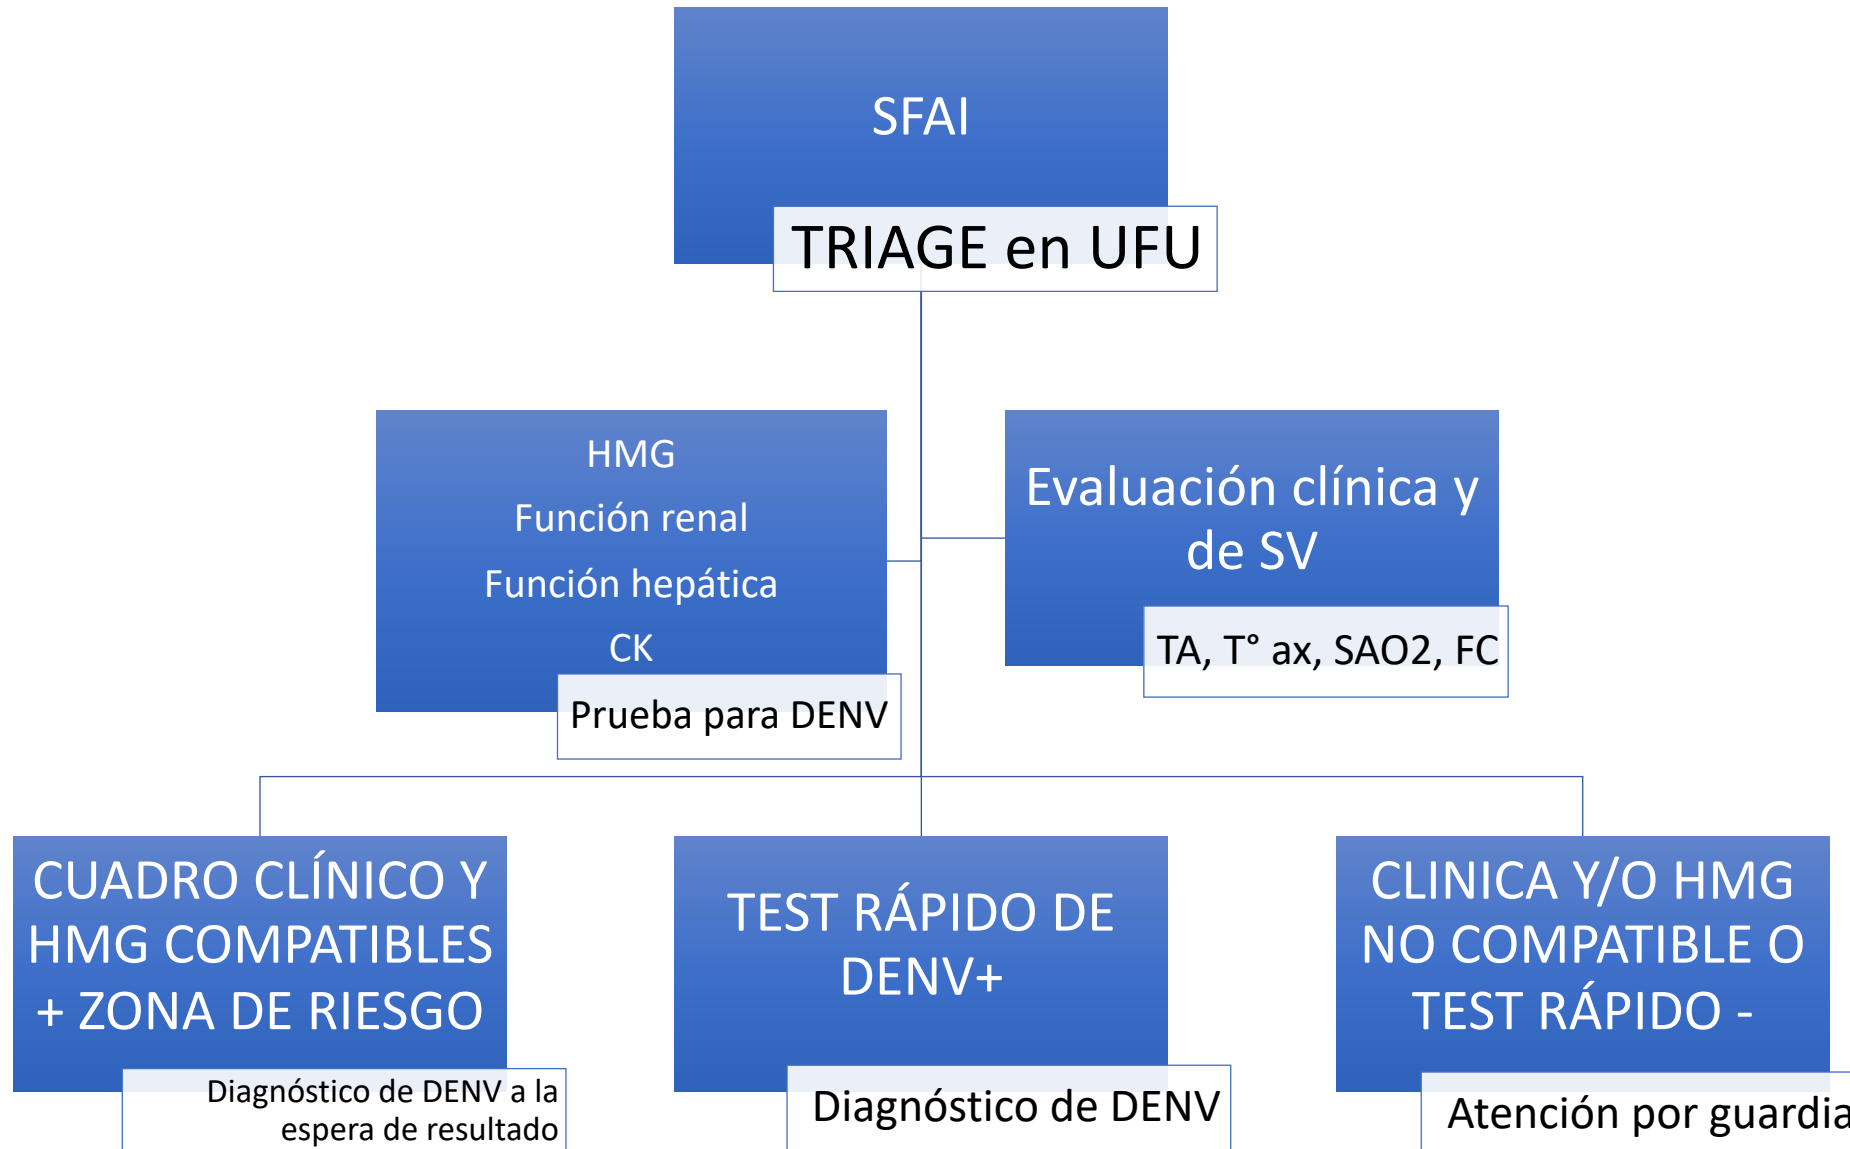 SFAI
TRIAGE en UFU
HMG
Función renal
Función hepática
CK
Prueba para DENV
Evaluación clínica y
de SV
TA, T° ax, SAO2, FC
CUADRO CLÍNICO Y
HMG COMPATIBLES
+ ZONA DE RIESGO
Diagnóstico de DENV a la
espera de resultado
TEST RÁPIDO DE
DENV+
Diagnóstico de DENV
CLINICA Y/O HMG
NO COMPATIBLE O
TEST RÁPIDO -
Atención por guardia